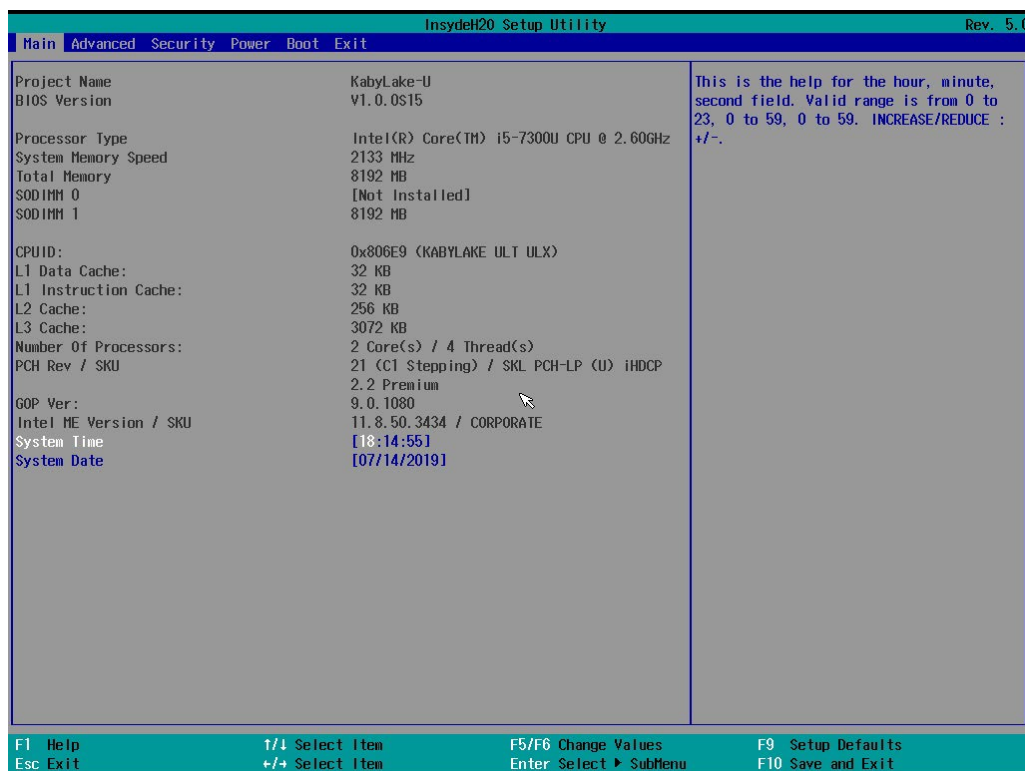 InsydeH20 Setup Utility Rev. 5.0
Main Advanced Security Power Boot Exit
Project Name KabyLake-U
BIOS Version V1.0.0S15
Processor Type Intel(R) Core(TM) i5-7300U CPU @ 2.60GHz
System Memory Speed 2133 MHz
Total Memory 8192 MB
SODIMM 0 [Not Installed]
SODIMM 1 8192 MB
CPUID: 0x806E9 (KABYLAKE ULT ULX)
L1 Data Cache: 32 KB
L1 Instruction Cache: 32 KB
L2 Cache: 256 KB
L3 Cache: 3072 KB
Number Of Processors: 2 Core(s) / 4 Thread(s)
PCH Rev / SKU 21 (C1 Stepping) / SKL PCH-LP (U) iHDCP
2.2 Premium
GOP Ver: 9.0.1080
Intel ME Version / SKU 11.8.50.3434 / CORPORATE
System Time [18:14:55]
System Date [07/14/2019]
This is the help for the hour, minute,
second field. Valid range is from 0 to
23, 0 to 59, 0 to 59. INCREASE/REDUCE :
+/-.
F1 Help ↑/↓ Select Item F5/F6 Change Values F9 Setup Defaults
Esc Exit ←/→ Select Item Enter Select ▶ SubMenu F10 Save and Exit